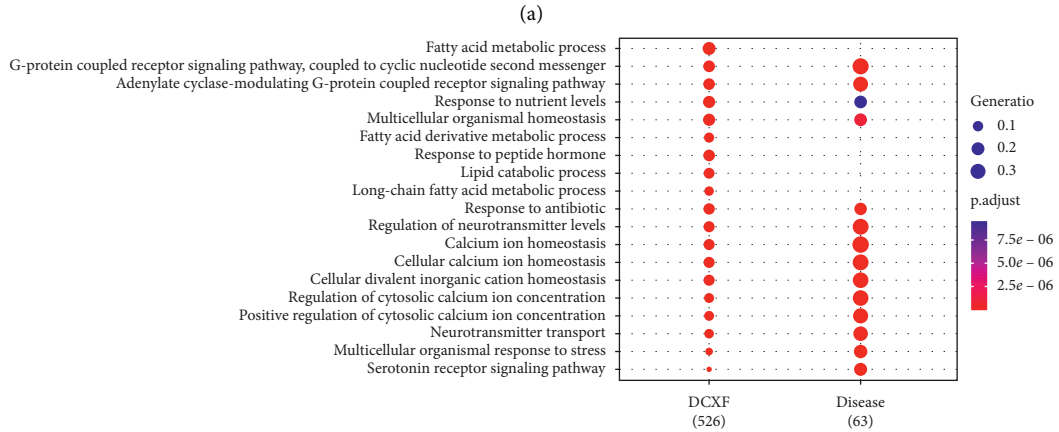 (a)
Fatty acid metabolic process
G-protein coupled receptor signaling pathway, coupled to cyclic nucleotide second messenger
Adenylate cyclase-modulating G-protein coupled receptor signaling pathway
Response to nutrient levels
Multicellular organismal homeostasis
Fatty acid derivative metabolic process
Response to peptide hormone
Lipid catabolic process
Long-chain fatty acid metabolic process
Response to antibiotic
Regulation of neurotransmitter levels
Calcium ion homeostasis
Cellular calcium ion homeostasis
Cellular divalent inorganic cation homeostasis
Regulation of cytosolic calcium ion concentration
Positive regulation of cytosolic calcium ion concentration
Neurotransmitter transport
Multicellular organismal response to stress
Serotonin receptor signaling pathway
DCXF
(526)
Disease
(63)
Generatio
0.1
0.2
0.3
p.adjust
7.5e – 06
5.0e – 06
2.5e – 06